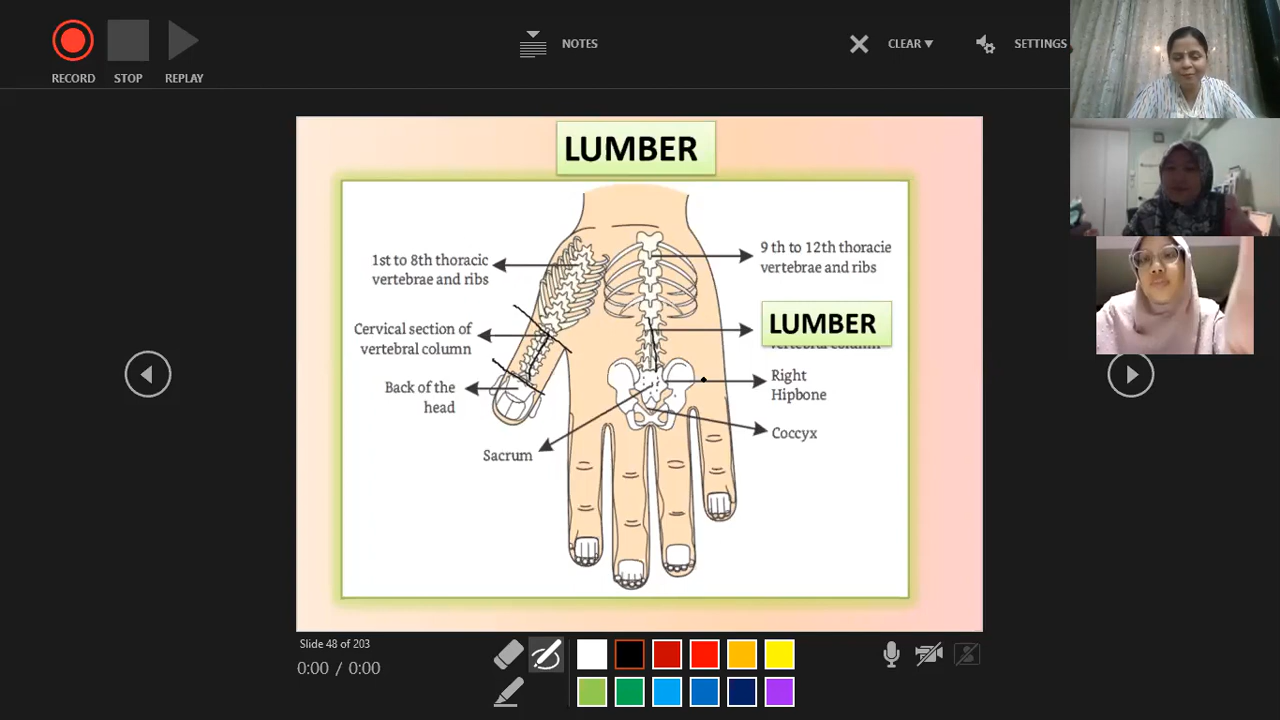 RECORD
STOP
REPLAY
NOTES
CLEAR
SETTINGS
LUMBER
1st to 8th thoracic
vertebrae and ribs
9 th to 12th thoracie
vertebrae and ribs
Cervical section of
vertebral column
LUMBER
vertebral column
Back of the
head
Right
Hipbone
Sacrum
Coccyx
Slide 48 of 203
0:00 / 0:00